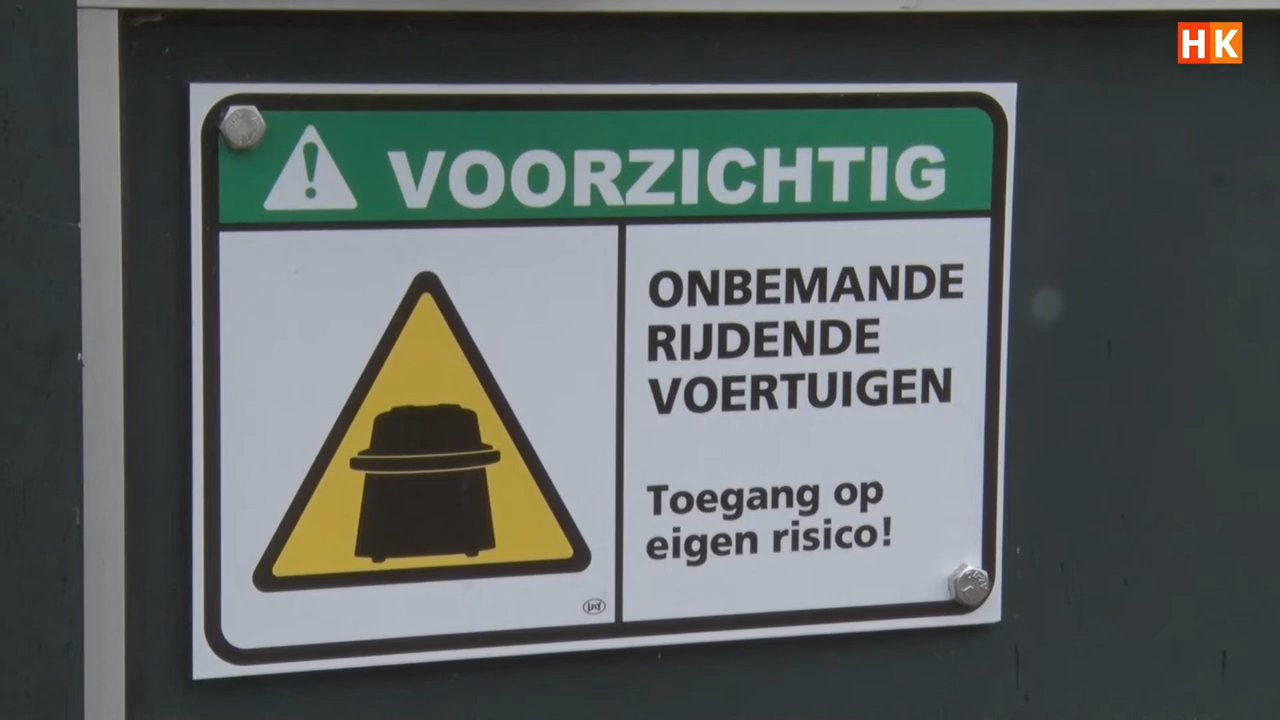 HK
VOORZICHTIG
ONBEMANDE
RIJDENDE
VOERTUIGEN
Toegang op
eigen risico!